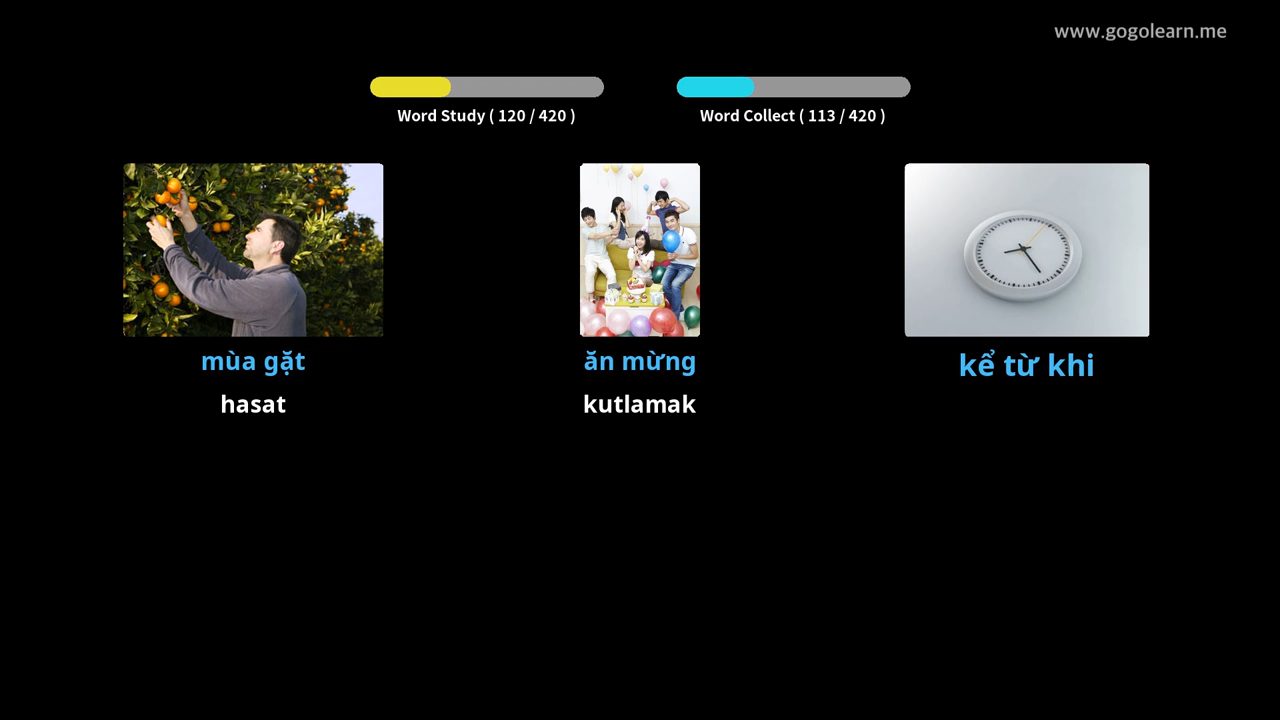 www.gogolearn.me
Word Study ( 120 / 420 )
Word Collect ( 113 / 420 )
mùa gặt
hasat
ăn mừng
kutlamak
kể từ khi